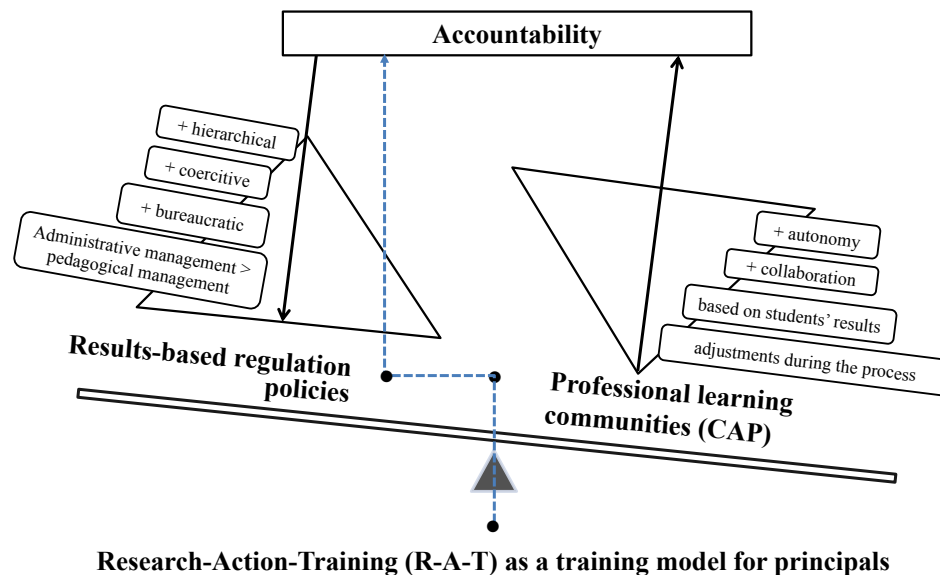 Accountability
+ hierarchical
+ coercitive
+ bureaucratic
Administrative management >
pedagogical management
Results-based regulation
policies
+ autonomy
+ collaboration
based on students’ results
adjustments during the process
Professional learning
communities (CAP)
Research-Action-Training (R-A-T) as a training model for principals